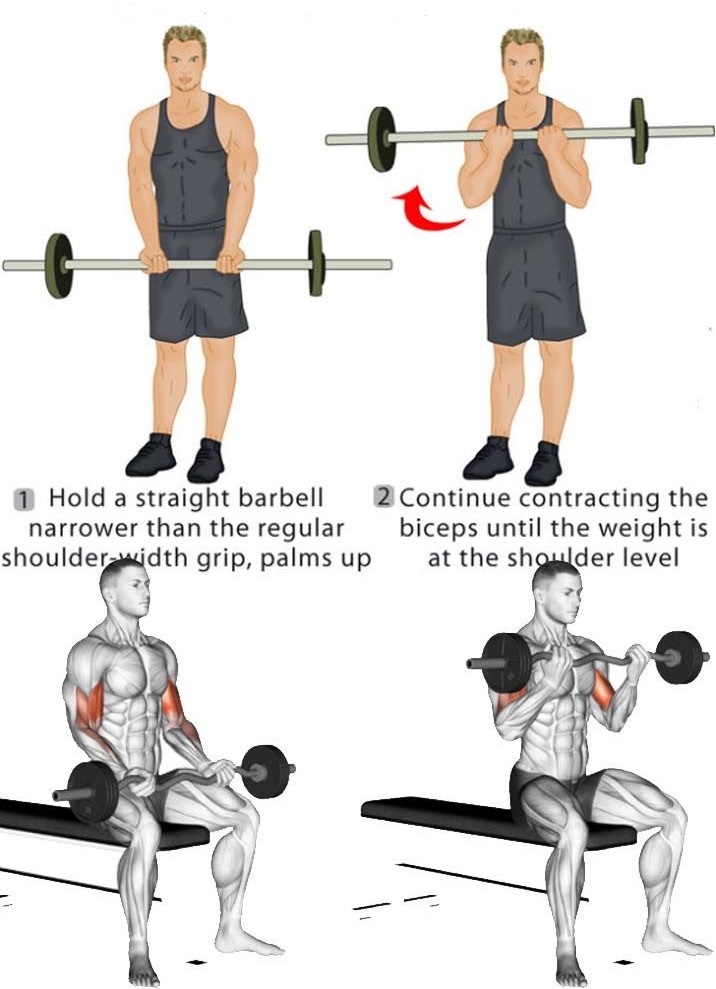 1 Hold a straight barbell
narrower than the regular
shoulder-width grip, palms up
2 Continue contracting the
biceps until the weight is
at the shoulder level